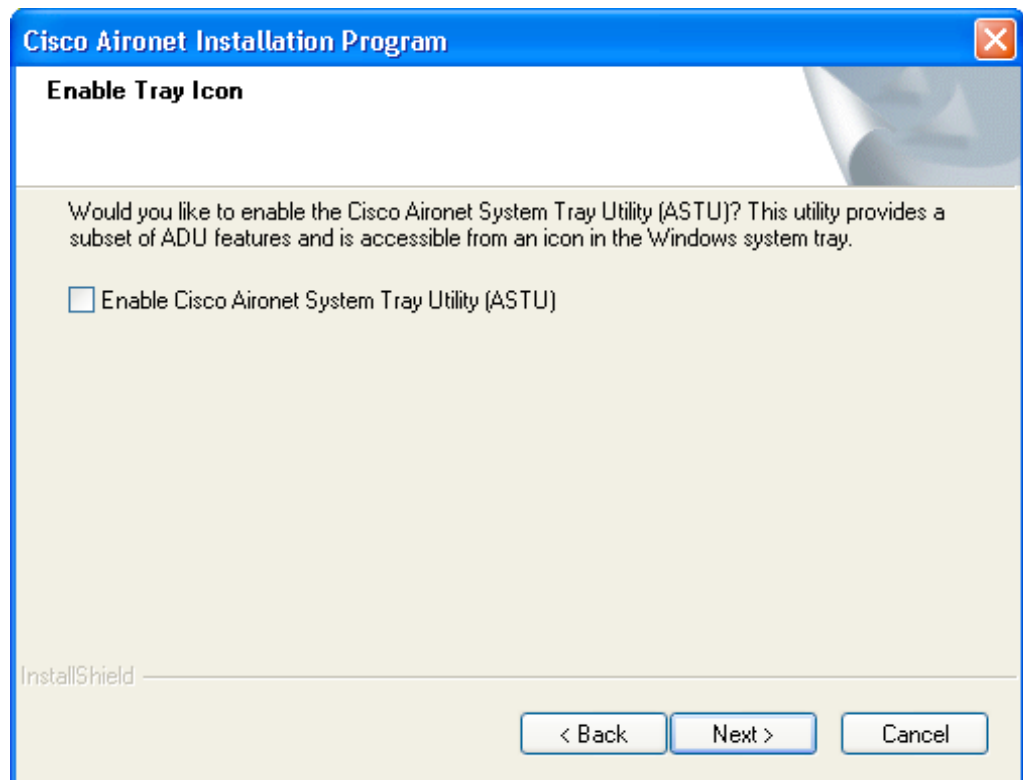 Cisco Aironet Installation Program
Enable Tray Icon
Would you like to enable the Cisco Aironet System Tray Utility (ASTU)? This utility provides a
subset of ADU features and is accessible from an icon in the Windows system tray.
Enable Cisco Aironet System Tray Utility (ASTU)
InstallShield
< Back
Next >
Cancel